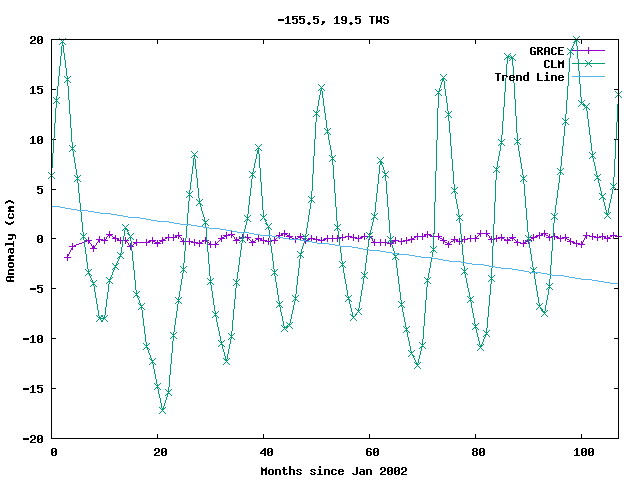 -155.5, 19.5 TWS
GRACE
CLM
Trend Line
20
15
10
5
0
-5
-10
-15
-20
Anomaly (cm)
0 20 40 60 80 100
Months since Jan 2002